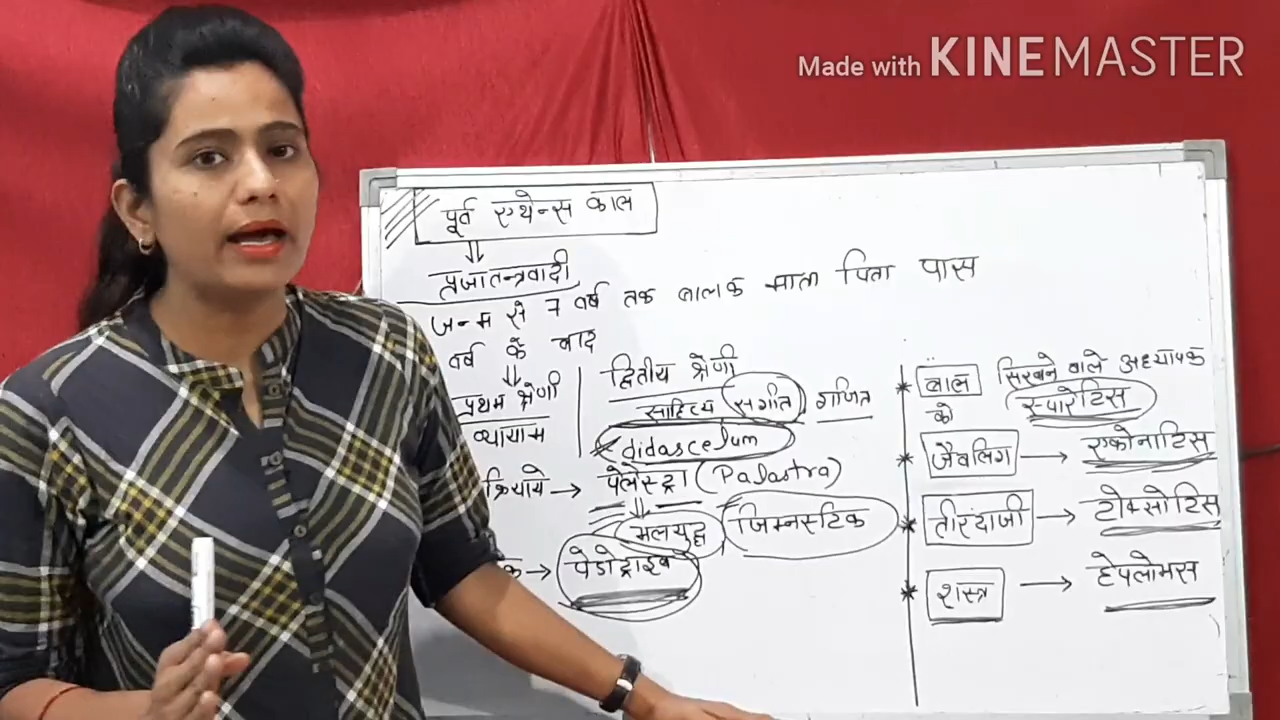 Made with KINEMASTER
पूर्व एथेन्स काल
⇓
प्रजातन्त्रवादी
जन्म से 7 वर्ष तक बालक माता पिता पास
वर्ष के बाद
⇓
प्रथम श्रेणी
व्यायाम
द्वितीय श्रेणी
साहित्य संगीत गणित
didascelum
क्रियाये → पेलेस्ट्रा (Palastra)
⇓
मलयुद्ध जिम्नास्टिक
क → पेडोट्राइब
* बाल सिखने वाले अध्यापक
के स्पारेटिस
* जैवलिग → एकोनाटिस
* तीरंदाजी → टोक्सोटिस
* शस्त्र → हेपलोमस